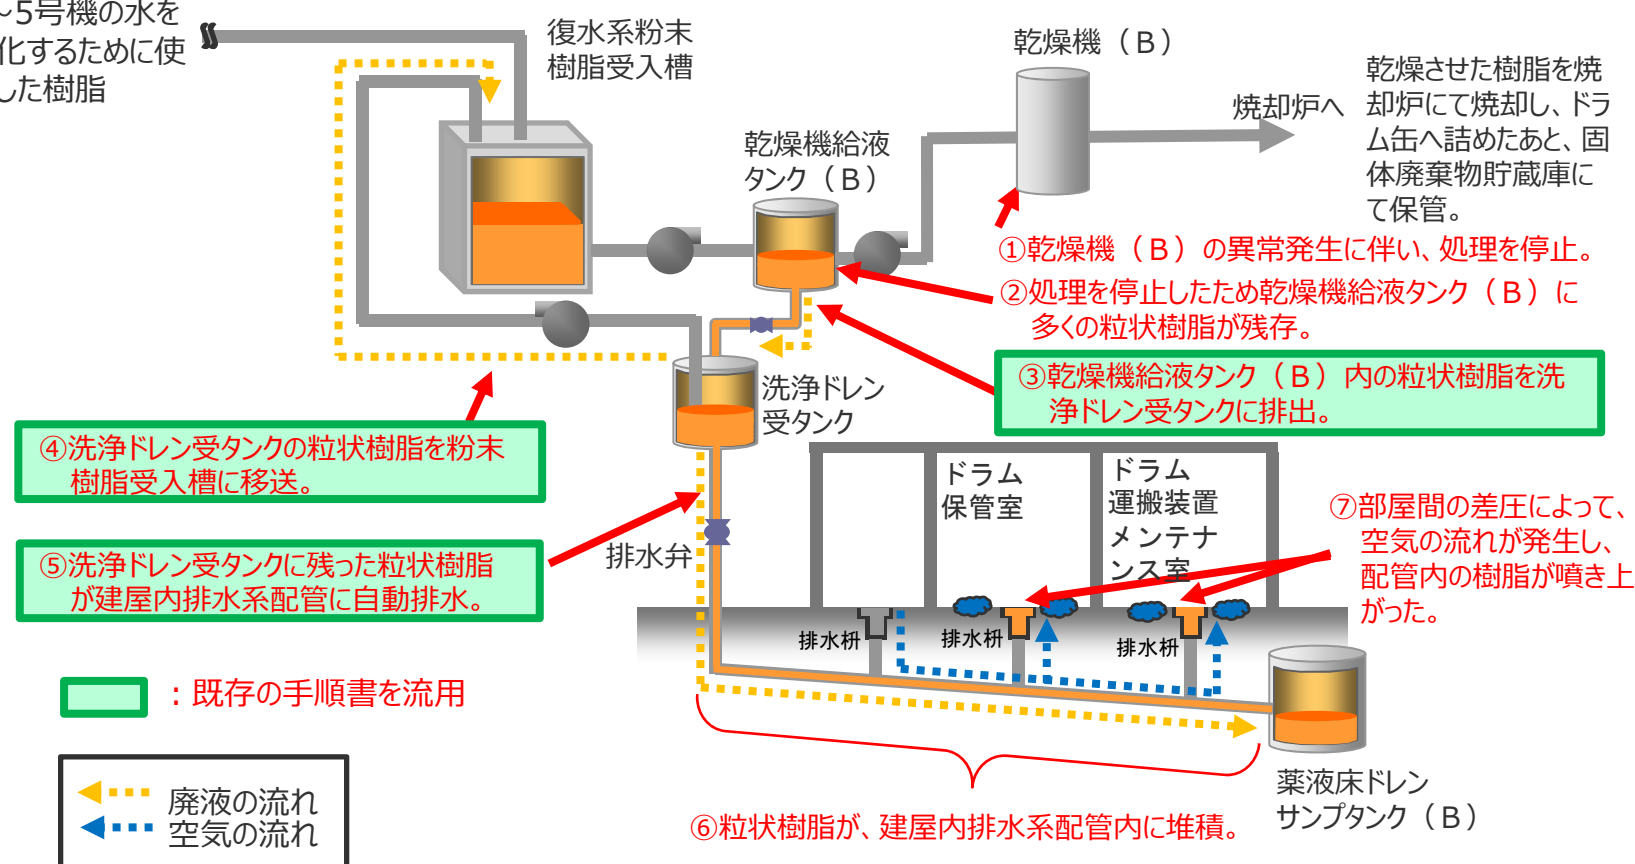 ～5号機の水を
化するために使
した樹脂
復水系粉末
樹脂受入槽
乾燥機（Ｂ）
焼却炉へ
乾燥させた樹脂を焼
却炉にて焼却し、ドラ
ム缶へ詰めたあと、固
体廃棄物貯蔵庫に
て保管。
乾燥機給液
タンク（Ｂ）
①乾燥機（Ｂ）の異常発生に伴い、処理を停止。
②処理を停止したため乾燥機給液タンク（Ｂ）に
多くの粒状樹脂が残存。
③乾燥機給液タンク（Ｂ）内の粒状樹脂を洗
浄ドレン受タンクに排出。
洗浄ドレン
受タンク
④洗浄ドレン受タンクの粒状樹脂を粉末
樹脂受入槽に移送。
⑤洗浄ドレン受タンクに残った粒状樹脂
が建屋内排水系配管に自動排水。
排水弁
ドラム
保管室
ドラム
運搬装置
メンテナ
ンス室
⑦部屋間の差圧によって、
空気の流れが発生し、
配管内の樹脂が噴き上
がった。
排水枡
排水枡
排水枡
：既存の手順書を流用
廃液の流れ
空気の流れ
⑥粒状樹脂が、建屋内排水系配管内に堆積。
薬液床ドレン
サンプタンク（Ｂ）